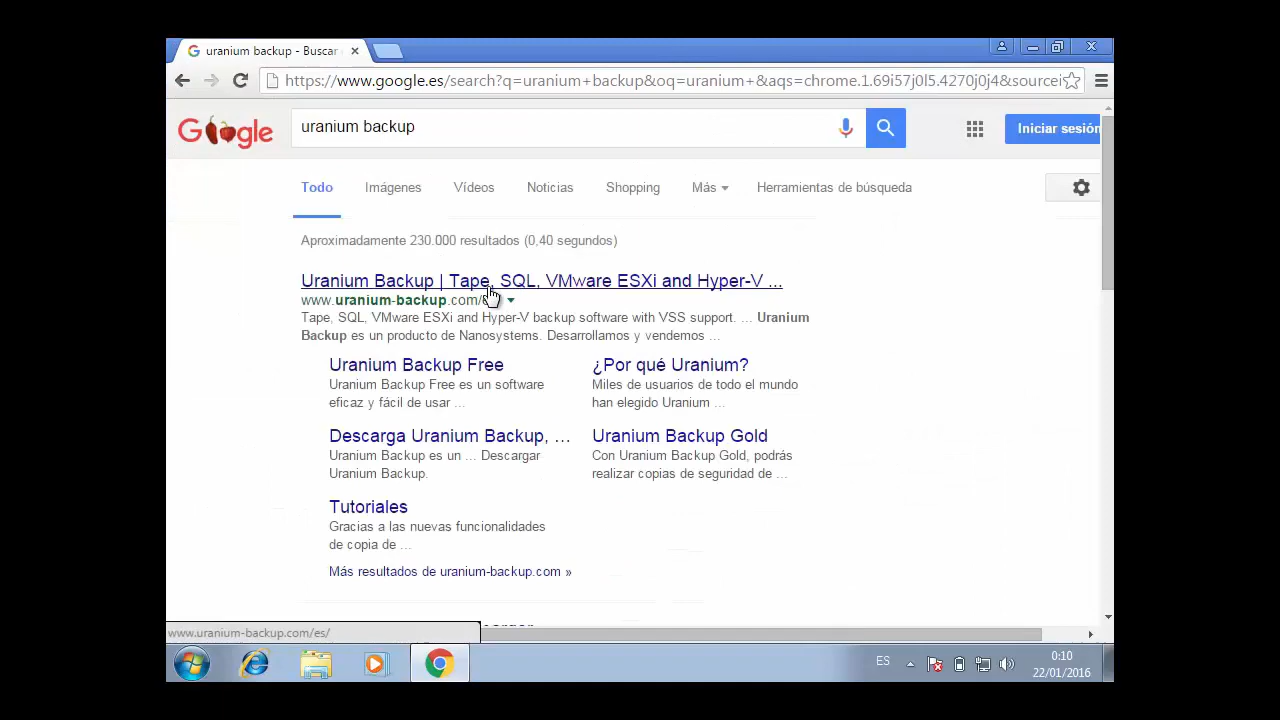 uranium backup - Buscar
https://www.google.es/search?q=uranium+backup&oq=uranium+&aqs=chrome.1.69i57j0l5.4270j0j4&sourcei
Google
uranium backup
Iniciar sesión
Todo Imágenes Vídeos Noticias Shopping Más Herramientas de búsqueda
Aproximadamente 230.000 resultados (0,40 segundos)
Uranium Backup | Tape, SQL, VMware ESXi and Hyper-V ...
www.uranium-backup.com/
Tape, SQL, VMware ESXi and Hyper-V backup software with VSS support. ... Uranium
Backup es un producto de Nanosystems. Desarrollamos y vendemos ...
Uranium Backup Free
Uranium Backup Free es un software
eficaz y fácil de usar ...
¿Por qué Uranium?
Miles de usuarios de todo el mundo
han elegido Uranium ...
Descarga Uranium Backup, ...
Uranium Backup es un ... Descargar
Uranium Backup.
Uranium Backup Gold
Con Uranium Backup Gold, podrás
realizar copias de seguridad de ...
Tutoriales
Gracias a las nuevas funcionalidades
de copia de ...
Más resultados de uranium-backup.com »
www.uranium-backup.com/es/
ES
0:10
22/01/2016